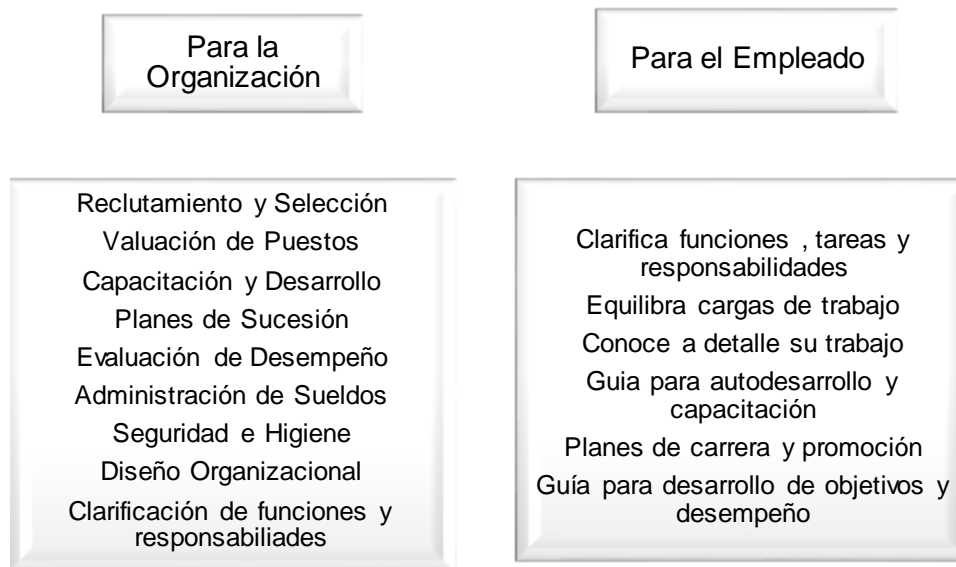 Para la
Organización
Para el Empleado
Reclutamiento y Selección
Valuación de Puestos
Capacitación y Desarrollo
Planes de Sucesión
Evaluación de Desempeño
Administración de Sueldos
Seguridad e Higiene
Diseño Organizacional
Clarificación de funciones y
responsabiliades
Clarifica funciones , tareas y
responsabilidades
Equilibra cargas de trabajo
Conoce a detalle su trabajo
Guia para autodesarrollo y
capacitación
Planes de carrera y promoción
Guía para desarrollo de objetivos y
desempeño